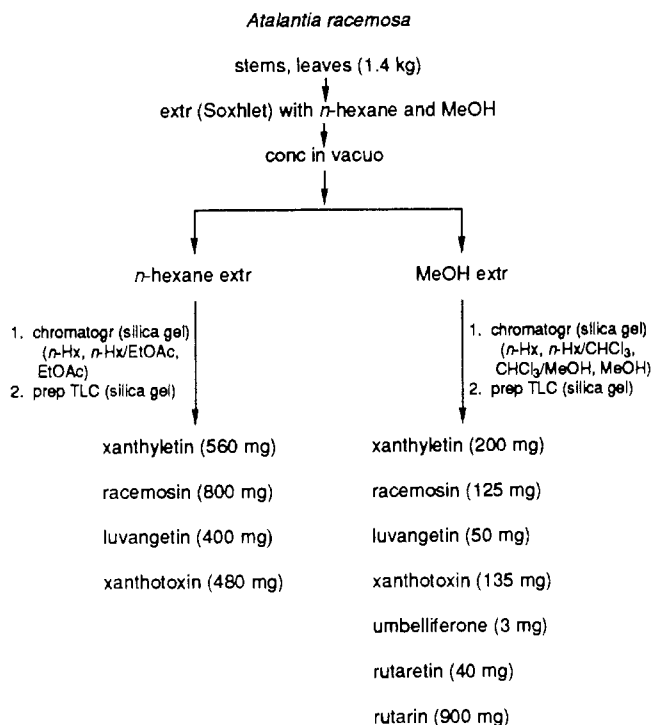 Atalantia racemosa
stems, leaves (1.4 kg)
extr (Soxhlet) with n-hexane and MeOH
conc in vacuo
n-hexane extr
1. chromatogr (silica gel)
(n-Hx, n-Hx/EtOAc,
EtOAc)
2. prep TLC (silica gel)
xanthyletin (560 mg)
racemosin (800 mg)
luvangetin (400 mg)
xanthotoxin (480 mg)
MeOH extr
1. chromatogr (silica gel)
(n-Hx, n-Hx/CHCl₃,
CHCl₃/MeOH, MeOH)
2. prep TLC (silica gel)
xanthyletin (200 mg)
racemosin (125 mg)
luvangetin (50 mg)
xanthotoxin (135 mg)
umbelliferone (3 mg)
rutaretin (40 mg)
rutarin (900 mg)